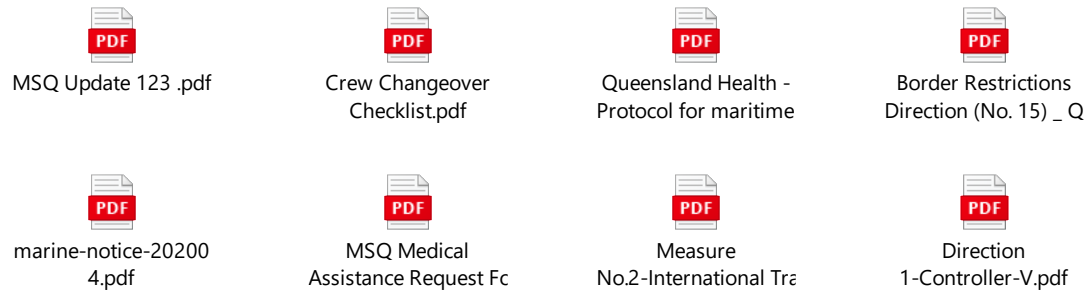 PDF PDF PDF PDF
MSQ Update 123 .pdf
Crew Changeover
Checklist.pdf
Queensland Health -
Protocol for maritime
Border Restrictions
Direction (No. 15) _ Q
PDF PDF PDF PDF
marine-notice-20200
4.pdf
MSQ Medical
Assistance Request Fc
Measure
No.2-International Tra
Direction
1-Controller-V.pdf